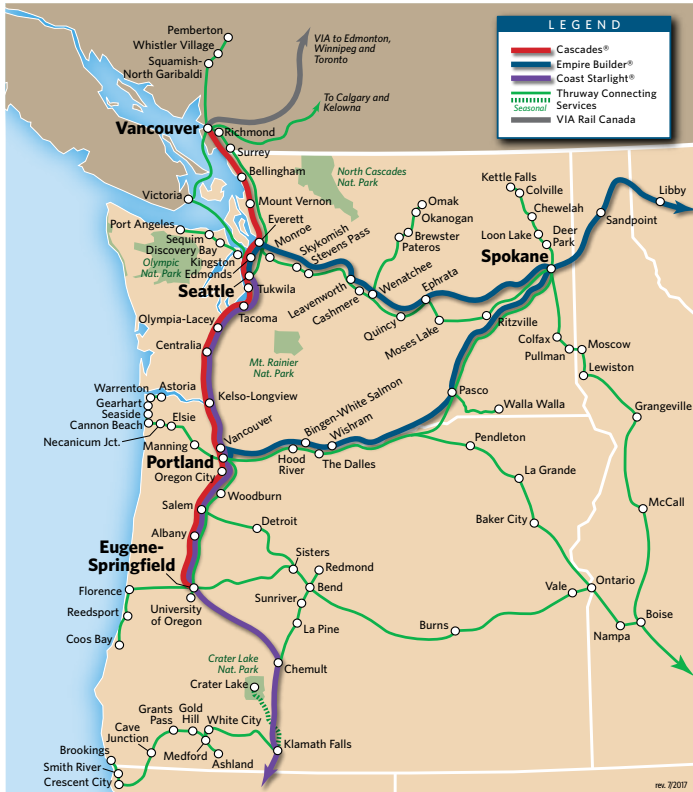 Pemberton
Whistler Village
Squamish-
North Garibaldi
VIA to Edmonton,
Winnipeg and
Toronto
To Calgary and
Kelowna
LEGEND
Cascades®
Empire Builder®
Coast Starlight®
Thruway Connecting
Services
Seasonal
VIA Rail Canada
Vancouver
Richmond
Surrey
Bellingham
North Cascades
Nat. Park
Victoria
Mount Vernon
Everett
Monroe
Skykomish
Stevens Pass
Port Angeles
Sequim
Discovery Bay
Olympic
Nat. Park
Kingston
Edmonds
Seattle
Tukwila
Tacoma
Omak
Okanogan
Brewster
Pateros
Kettle Falls
Colville
Chewelah
Loon Lake
Deer
Park
Spokane
Libby
Sandpoint
Leavenworth
Cashmere
Wenatchee
Ephrata
Quincy
Moses Lake
Ritzville
Olympia-Lacey
Centralia
Mt. Rainier
Nat. Park
Colfax
Pullman
Moscow
Lewiston
Grangeville
Warrenton
Astoria
Gearhart
Seaside
Cannon Beach
Elsie
Necanicum Jct.
Manning
Kelso-Longview
Vancouver
Bingen-White Salmon
Wishram
Pasco
Walla Walla
Portland
Oregon City
Hood
River
The Dalles
Pendleton
La Grande
Baker City
McCall
Woodburn
Salem
Detroit
Albany
Eugene-
Springfield
Sisters
Redmond
Bend
Sunriver
La Pine
Florence
University
of Oregon
Reedsport
Coos Bay
Burns
Vale
Ontario
Nampa
Boise
Crater Lake
Nat. Park
Crater Lake
Chemult
Grants
Pass
Gold
Hill
White City
Cave
Junction
Medford
Ashland
Klamath Falls
Brookings
Smith River
Crescent City
rev. 7/2017